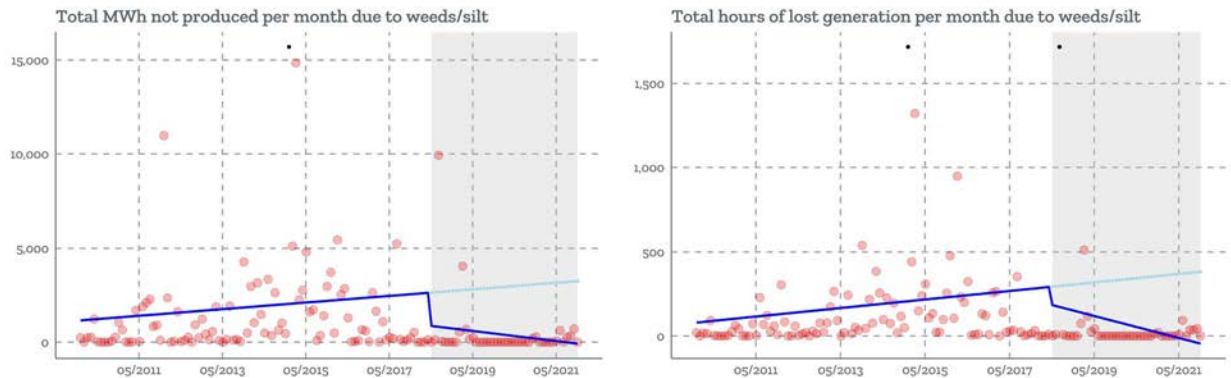 Total MWh not produced per month due to weeds/silt
15,000
10,000
5,000
0
05/2011 05/2013 05/2015 05/2017 05/2019 05/2021
Total hours of lost generation per month due to weeds/silt
1,500
1,000
500
0
05/2011 05/2013 05/2015 05/2017 05/2019 05/2021